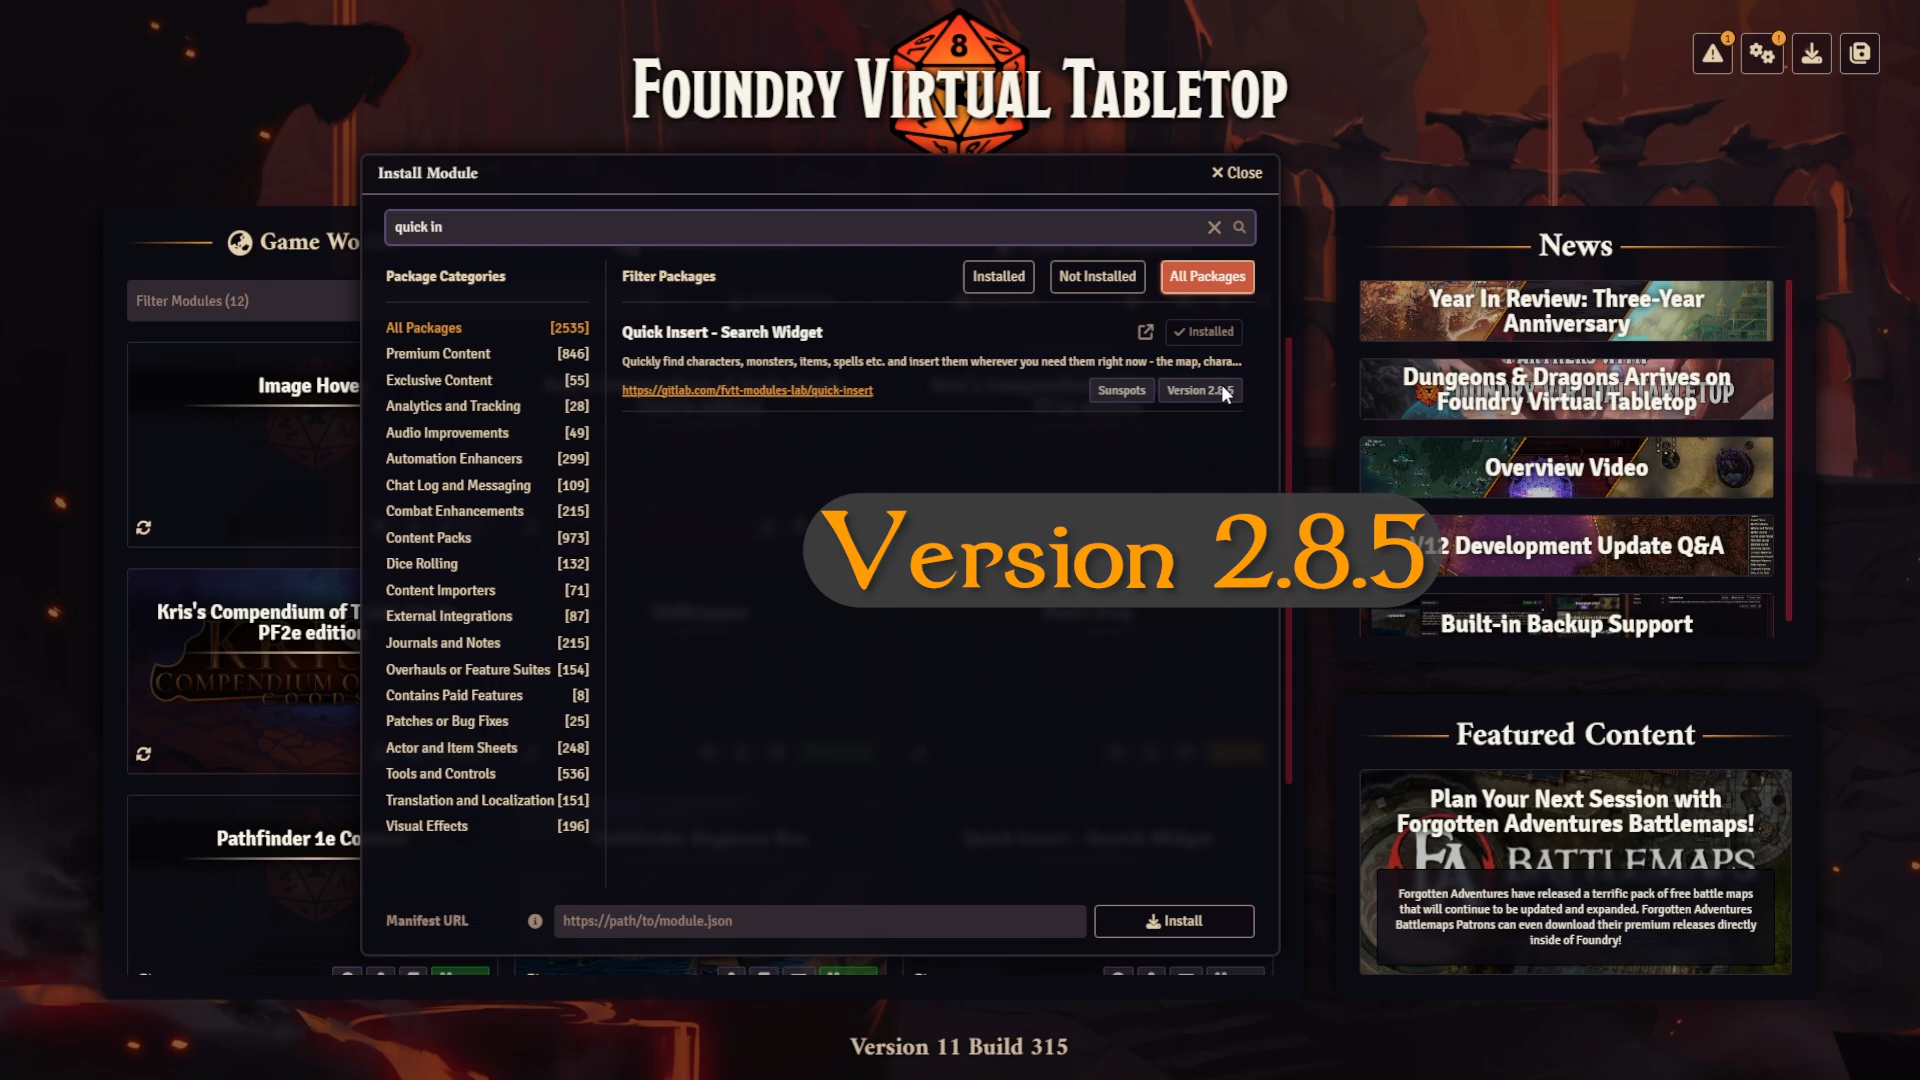 Foundry Virtual Tabletop
8
1
!
Install Module
Close
quick in
Game Wo
Filter Modules (12)
Image Hove
Kris's Compendium of T
PF2e editio
Pathfinder 1e Co
Package Categories
All Packages [2535]
Premium Content [846]
Exclusive Content [55]
Analytics and Tracking [28]
Audio Improvements [49]
Automation Enhancers [299]
Chat Log and Messaging [109]
Combat Enhancements [215]
Content Packs [973]
Dice Rolling [132]
Content Importers [71]
External Integrations [87]
Journals and Notes [215]
Overhauls or Feature Suites [154]
Contains Paid Features [8]
Patches or Bug Fixes [25]
Actor and Item Sheets [248]
Tools and Controls [536]
Translation and Localization [151]
Visual Effects [196]
Filter Packages
Installed
Not Installed
All Packages
Quick Insert - Search Widget
Installed
Quickly find characters, monsters, items, spells etc. and insert them wherever you need them right now - the map, chara...
https://gitlab.com/fvtt-modules-lab/quick-insert
Sunspots
Version 2.8.5
Version 2.8.5
Manifest URL
https://path/to/module.json
Install
News
Year In Review: Three-Year
Anniversary
Dungeons & Dragons Arrives on
Foundry Virtual Tabletop
Overview Video
V12 Development Update Q&A
Built-in Backup Support
Featured Content
Plan Your Next Session with
Forgotten Adventures Battlemaps!
FA BATTLEMAPS
Forgotten Adventures have released a terrific pack of free battle maps
that will continue to be updated and expanded. Forgotten Adventures
Battlemaps Patrons can even download their premium releases directly
inside of Foundry!
Version 11 Build 315